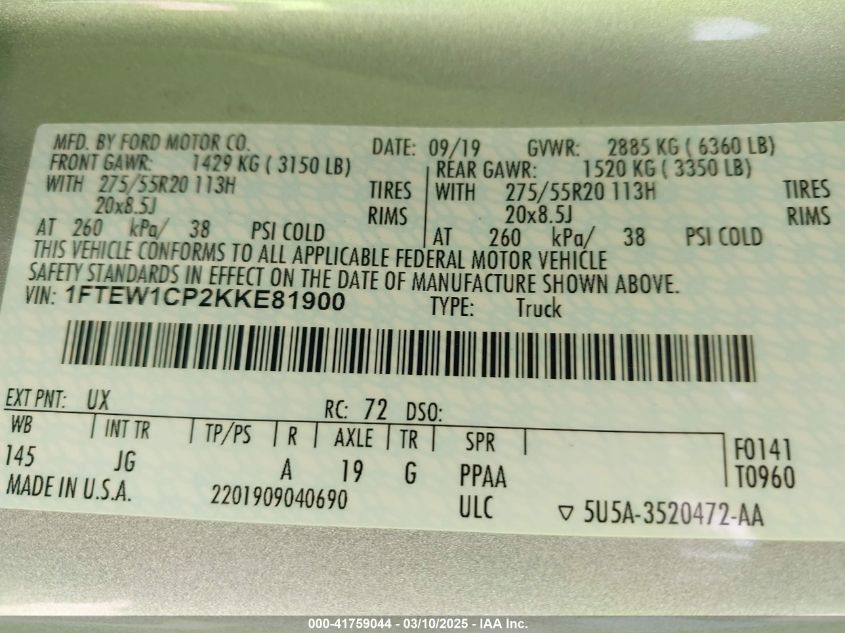 MFD. BY FORD MOTOR CO. DATE: 09/19 GVWR: 2885 KG ( 6360 LB)
FRONT GAWR: 1429 KG ( 3150 LB) REAR GAWR: 1520 KG ( 3350 LB)
WITH 275/55R20 113H TIRES WITH 275/55R20 113H TIRES
20x8.5J RIMS 20x8.5J RIMS
AT 260 kPa/ 38 PSI COLD AT 260 kPa/ 38 PSI COLD
THIS VEHICLE CONFORMS TO ALL APPLICABLE FEDERAL MOTOR VEHICLE
SAFETY STANDARDS IN EFFECT ON THE DATE OF MANUFACTURE SHOWN ABOVE.
VIN: 1FTEW1CP2KKE81900 TYPE: Truck
EXT PNT: UX RC: 72 DSO:
WB INT TR TP/PS R AXLE TR SPR F0141
145 JG A 19 G PPAA T0960
MADE IN U.S.A. 2201909040690 ULC ▽ 5U5A-3520472-AA
000-41759044 - 03/10/2025 - IAA Inc.